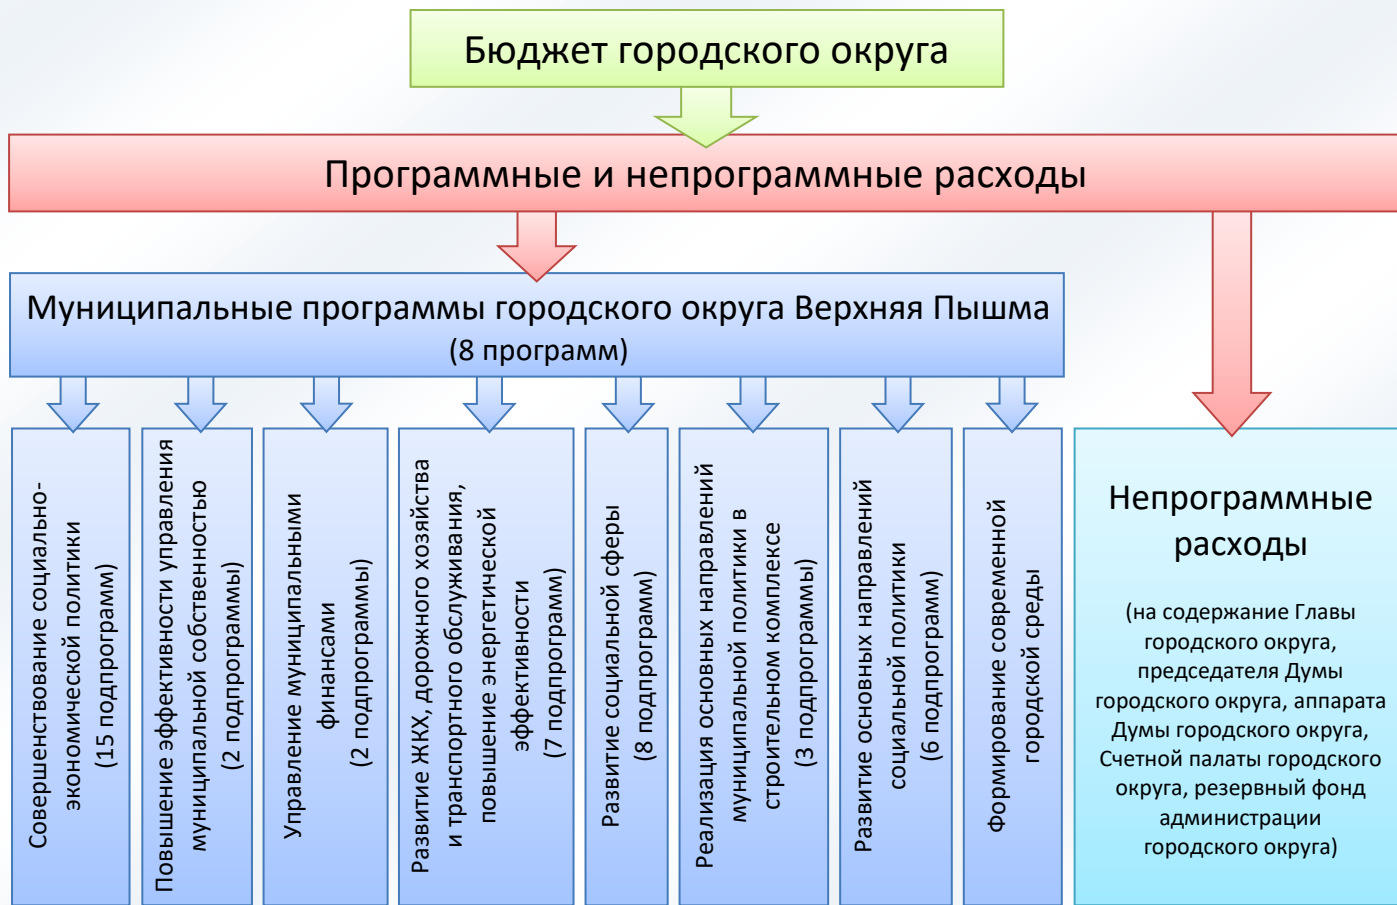 Бюджет городского округа
Программные и непрограммные расходы
Муниципальные программы городского округа Верхняя Пышма
(8 программ)
Совершенствование социально-
экономической политики
(15 подпрограмм)
Повышение эффективности управления
муниципальной собственностью
(2 подпрограммы)
Управление муниципальными
финансами
(2 подпрограммы)
Развитие ЖКХ, дорожного хозяйства
и транспортного обслуживания,
повышение энергетической
эффективности
(7 подпрограмм)
Развитие социальной сферы
(8 подпрограмм)
Реализация основных направлений
муниципальной политики в
строительном комплексе
(3 подпрограммы)
Развитие основных направлений
социальной политики
(6 подпрограмм)
Формирование современной
городской среды
Непрограммные
расходы
(на содержание Главы
городского округа,
председателя Думы
городского округа, аппарата
Думы городского округа,
Счетной палаты городского
округа, резервный фонд
администрации
городского округа)